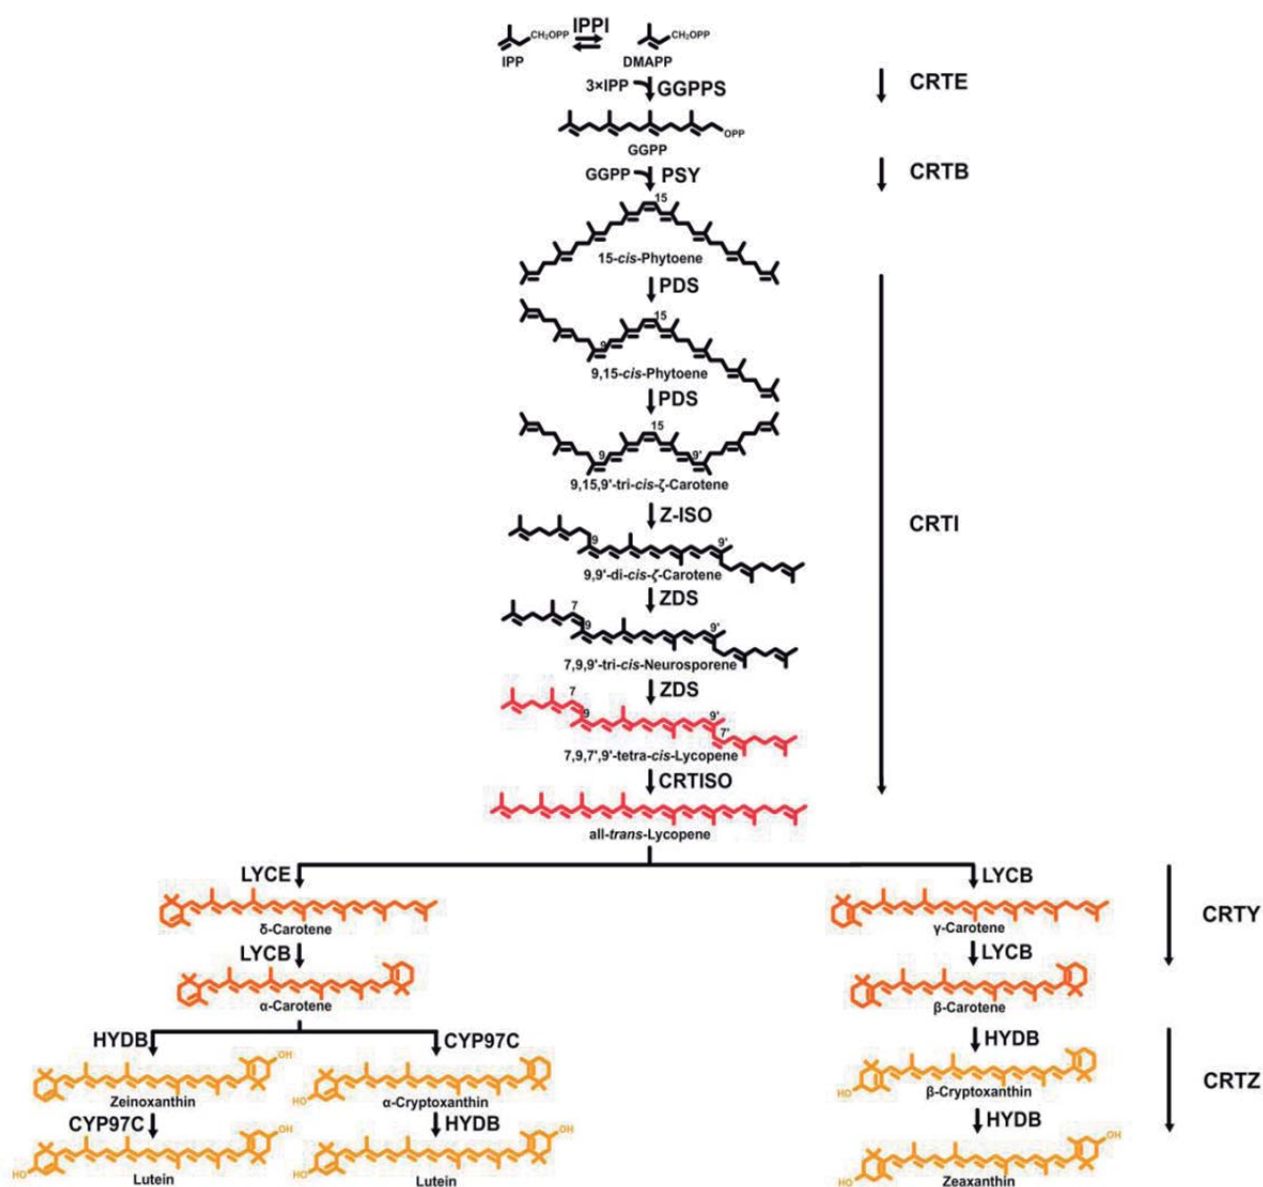 IPPI
CH₂OPP
CH₂OPP
IPP
DMAPP
3×IPP
GGPPS
CRTE
OPP
GGPP
GGPP
PSY
CRTB
15
15-cis-Phytoene
PDS
15
9
9,15-cis-Phytoene
PDS
15
9
9'
9,15,9'-tri-cis-ζ-Carotene
Z-ISO
CRTI
9
9'
9,9'-di-cis-ζ-Carotene
ZDS
7
9
9'
7,9,9'-tri-cis-Neurosporene
ZDS
7
9
9'
7'
7,9,7',9'-tetra-cis-Lycopene
CRTISO
all-trans-Lycopene
LYCE
LYCB
δ-Carotene
γ-Carotene
CRTY
LYCB
LYCB
α-Carotene
β-Carotene
HYDB
CYP97C
HYDB
OH
HO
HO
Zeinoxanthin
α-Cryptoxanthin
β-Cryptoxanthin
CRTZ
CYP97C
HYDB
HYDB
OH
OH
OH
HO
HO
HO
Lutein
Lutein
Zeaxanthin